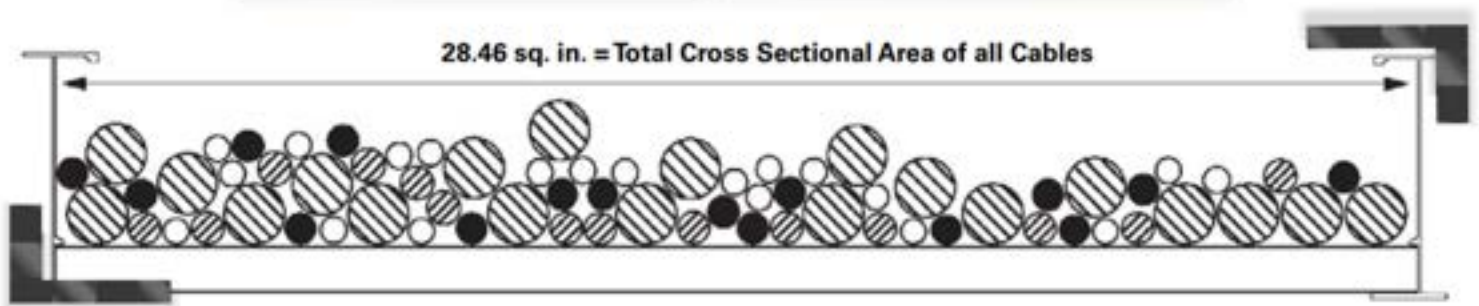 28.46 sq. in. = Total Cross Sectional Area of all Cables